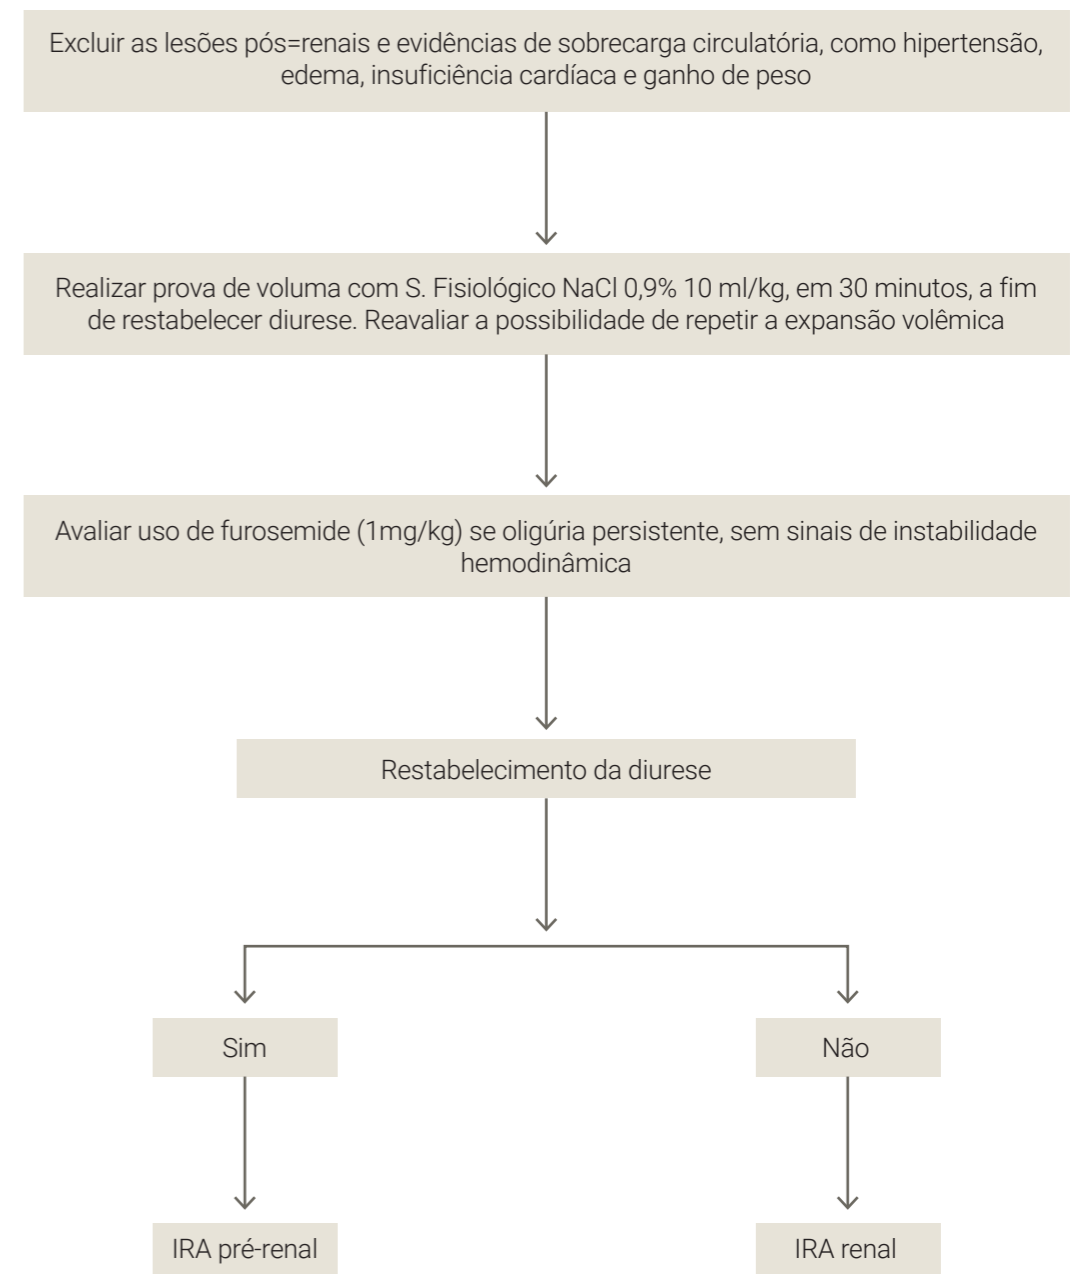 Excluir as lesões pós=renais e evidências de sobrecarga circulatória, como hipertensão,
edema, insuficiência cardíaca e ganho de peso
Realizar prova de voluma com S. Fisiológico NaCl 0,9% 10 ml/kg, em 30 minutos, a fim
de restabelecer diurese. Reavaliar a possibilidade de repetir a expansão volêmica
Avaliar uso de furosemide (1mg/kg) se oligúria persistente, sem sinais de instabilidade
hemodinâmica
Restabelecimento da diurese
Sim
Não
IRA pré-renal
IRA renal